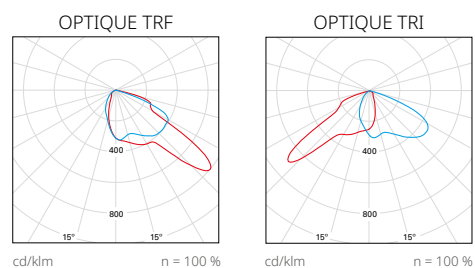 OPTIQUE TRF
400
800
15°
15°
cd/klm
n = 100 %
OPTIQUE TRI
400
800
15°
15°
cd/klm
n = 100 %